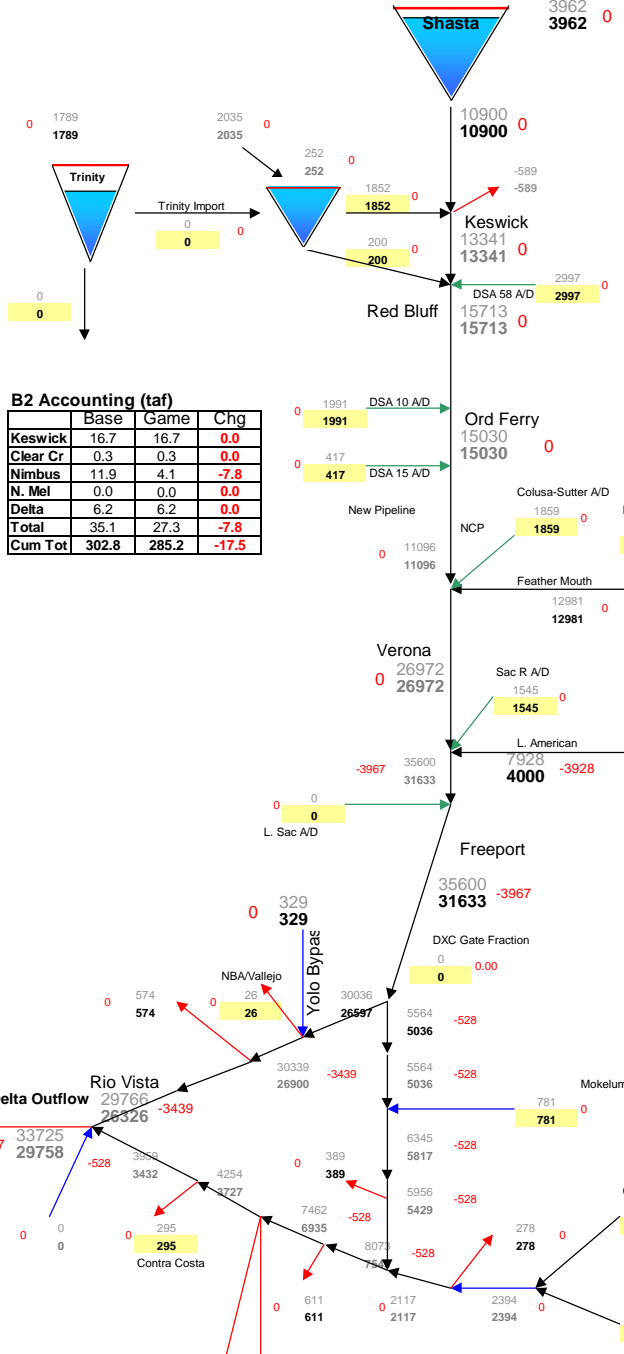 3962
Shasta
3962 0
1789
0 1789
2035
2035 0
10900
10900 0
252
252 0
-589
-589
Trinity
1852
1852 0
Trinity Import
0
0 0
Keswick
13341
13341 0
200
200 0
2997
DSA 58 A/D 0
2997
0
0
Red Bluff
15713
15713 0
B2 Accounting (taf)
Base Game Chg
Keswick 16.7 16.7 0.0
Clear Cr 0.3 0.3 0.0
Nimbus 11.9 4.1 -7.8
N. Mel 0.0 0.0 0.0
Delta 6.2 6.2 0.0
Total 35.1 27.3 -7.8
Cum Tot 302.8 285.2 -17.5
1991
0 1991
DSA 10 A/D
Ord Ferry
15030
15030 0
417
0 417
DSA 15 A/D
Colusa-Sutter A/D
New Pipeline
1859
1859 0
NCP
11096
0 11096
Feather Mouth
12981
12981 0
Verona
26972
0 26972
Sac R A/D
1545
1545 0
L. American
35600
-3967 31633
7928
4000 -3928
0
0 0
L. Sac A/D
Freeport
35600
31633 -3967
329
0 329
DXC Gate Fraction
0
0 0.00
Yolo Bypas
NBA/Vallejo
574
0 574
26
0 26
30036
26597
5564
5036 -528
30339
26900 -3439
5564
5036 -528
Rio Vista
29766
26326 -3439
elta Outflow
33725
29758
Mokelum
781
781 0
6345
5817 -528
3959
-528 3432
4254
3727
389
0 389
5956
5429 -528
0
0 0
295
0 295
Contra Costa
7462
6935 -528
8073 -528
278
278 0
611
0 611
2117
0 2117
2394
2394 0